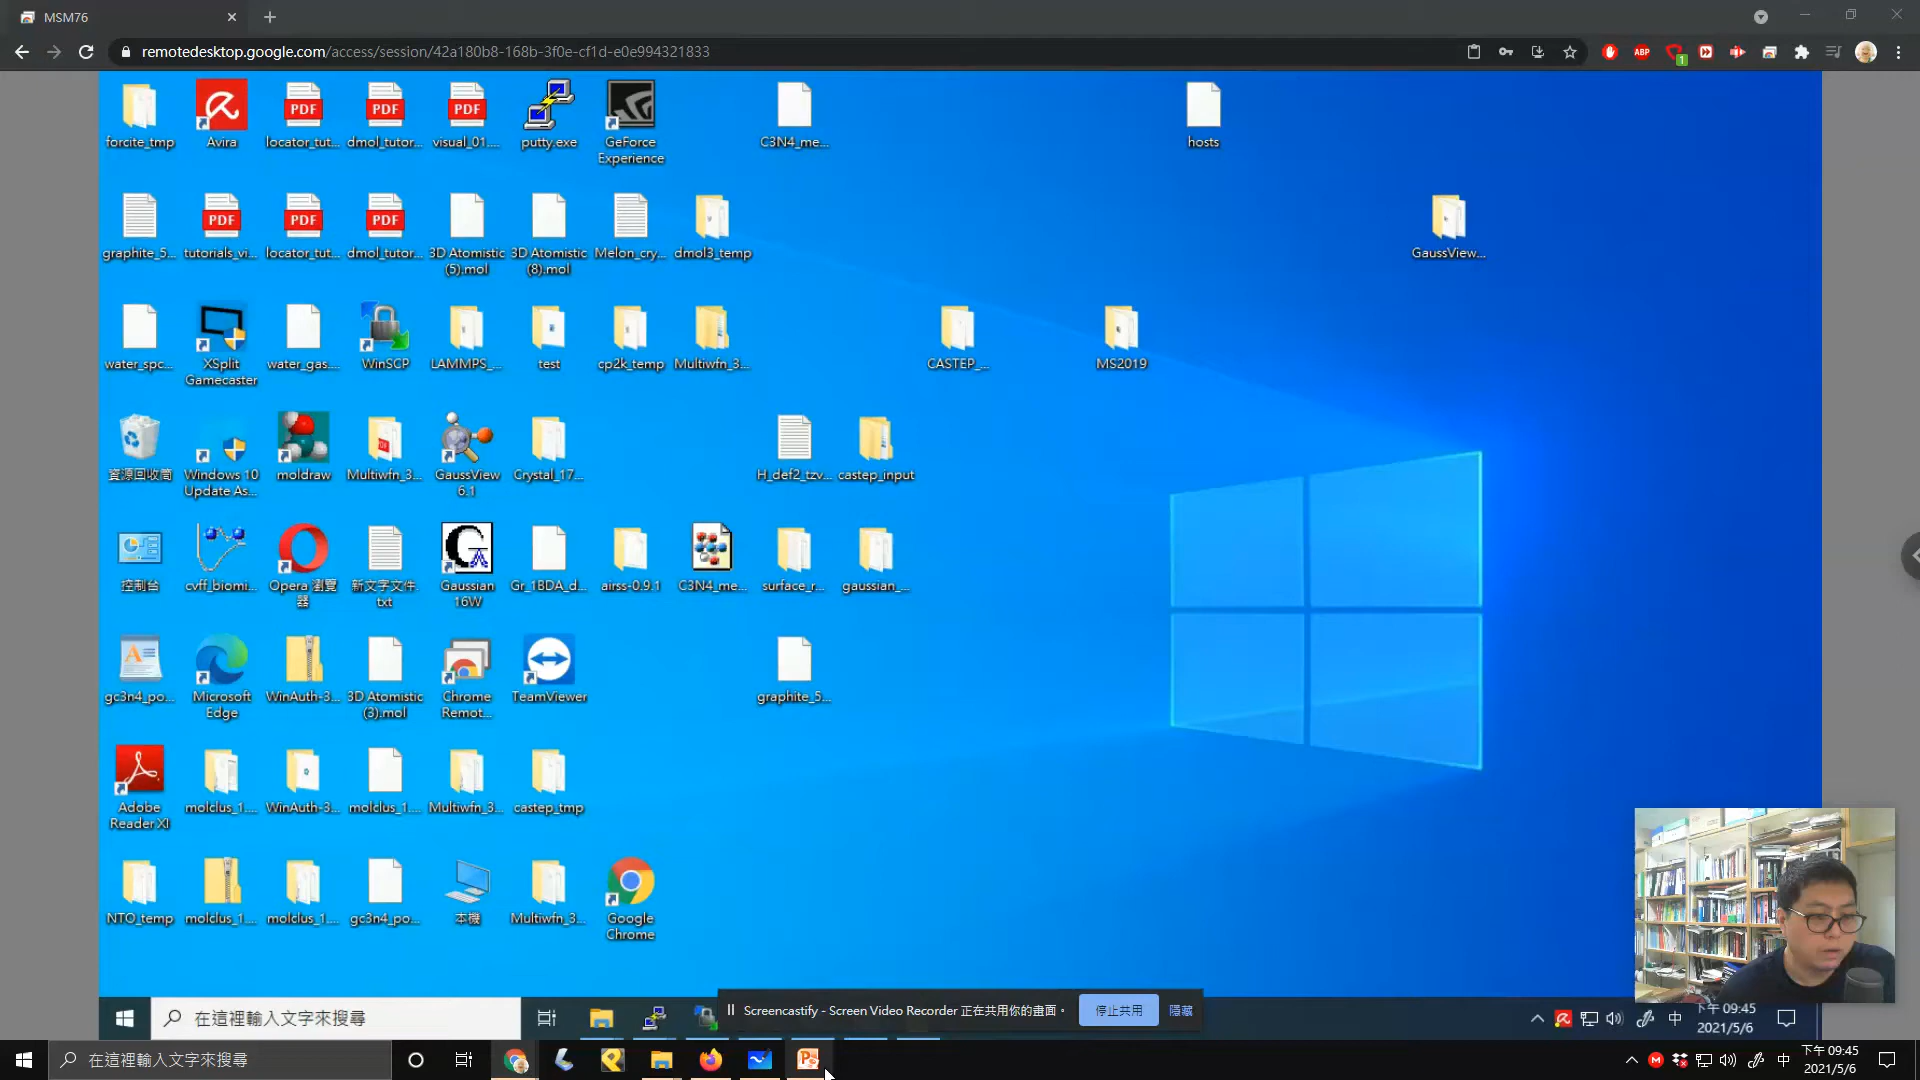 MSM76
remotedesktop.google.com/access/session/42a180b8-168b-3f0e-cf1d-e0e994321833
ABP
1
forcite_tmp
Avira
PDF
locator_tut...
PDF
dmol_tutor...
PDF
visual_01....
putty.exe
GeForce
Experience
C3N4_me...
hosts
graphite_5...
PDF
tutorials_vi...
PDF
locator_tut...
PDF
dmol_tutor...
3D Atomistic
(5).mol
3D Atomistic
(8).mol
Melon_cry...
dmol3_temp
GaussView...
water_spc...
XSplit
Gamecaster
water_gas....
WinSCP
LAMMPS_...
test
cp2k_temp
Multiwfn_3...
CASTEP_...
MS2019
資源回收筒
Windows 10
Update As...
moldraw
Multiwfn_3...
GaussView
6.1
Crystal_17...
H_def2_tzv...
castep_input
控制台
cvff_biomi...
Opera 瀏覽
器
新文字文件.
txt
Gaussian
16W
Gr_1BDA_d...
airss-0.9.1
C3N4_me...
surface_r...
gaussian_...
gc3n4_po...
Microsoft
Edge
WinAuth-3...
3D Atomistic
(3).mol
Chrome
Remot...
TeamViewer
graphite_5...
Adobe
Reader XI
molclus_1....
WinAuth-3...
molclus_1....
Multiwfn_3...
castep_tmp
NTO_temp
molclus_1....
molclus_1....
gc3n4_po...
本機
Multiwfn_3...
Google
Chrome
在這裡輸入文字來搜尋
Screencastify - Screen Video Recorder 正在共用你的畫面。
停止共用
隱藏
中
下午 09:45
2021/5/6
在這裡輸入文字來搜尋
中
下午 09:45
2021/5/6